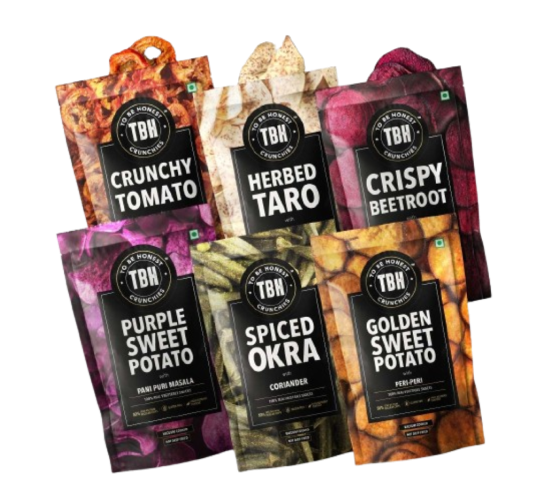 TO BE HONEST
TBH
CRUNCHIES
CRUNCHY
TOMATO
TO BE HONEST
TBH
CRUNCHIES
HERBED
TARO
with
TO BE HONEST
TBH
CRUNCHIES
CRISPY
BEETROOT
TO BE HONEST
TBH
CRUNCHIES
PURPLE
SWEET
POTATO
with
PANI PURI MASALA
TO BE HONEST
TBH
CRUNCHIES
SPICED
OKRA
with
CORIANDER
TO BE HONEST
TBH
CRUNCHIES
GOLDEN
SWEET
POTATO
with
PERI-PERI